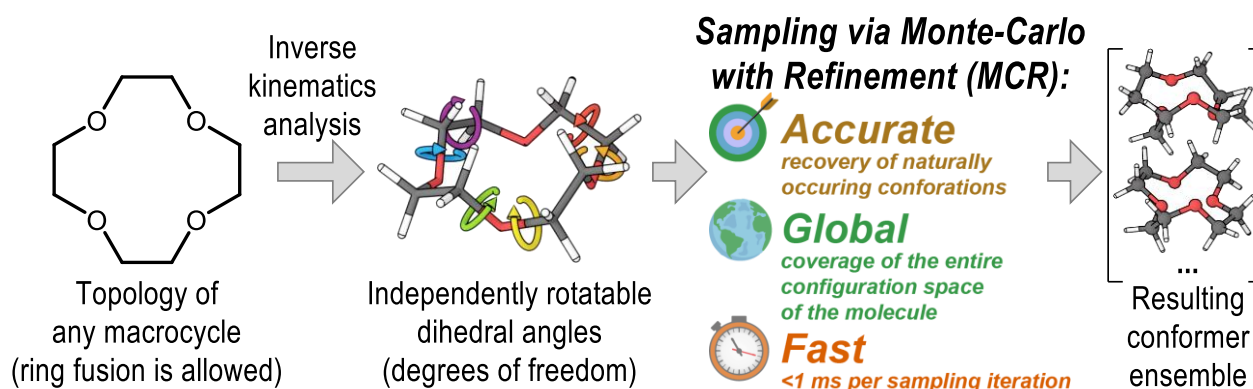 Inverse
kinematics
analysis
O
O
O
O
Topology of
any macrocycle
(ring fusion is allowed)
Independently rotatable
dihedral angles
(degrees of freedom)
Sampling via Monte-Carlo
with Refinement (MCR):
Accurate
recovery of naturally
occuring conforations
Global
coverage of the entire
configuration space
of the molecule
Fast
<1 ms per sampling iteration
...
Resulting
conformer
ensemble